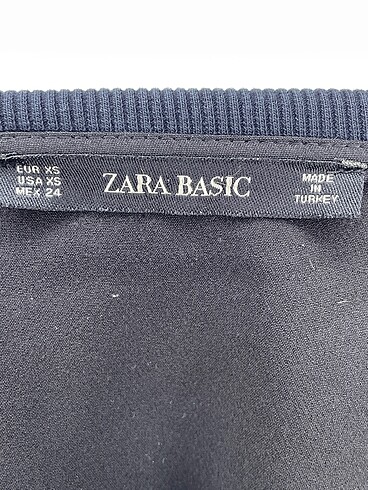 EUR XS
USA XS
MEX 24
ZARA BASIC
MADE
IN
TURKEY